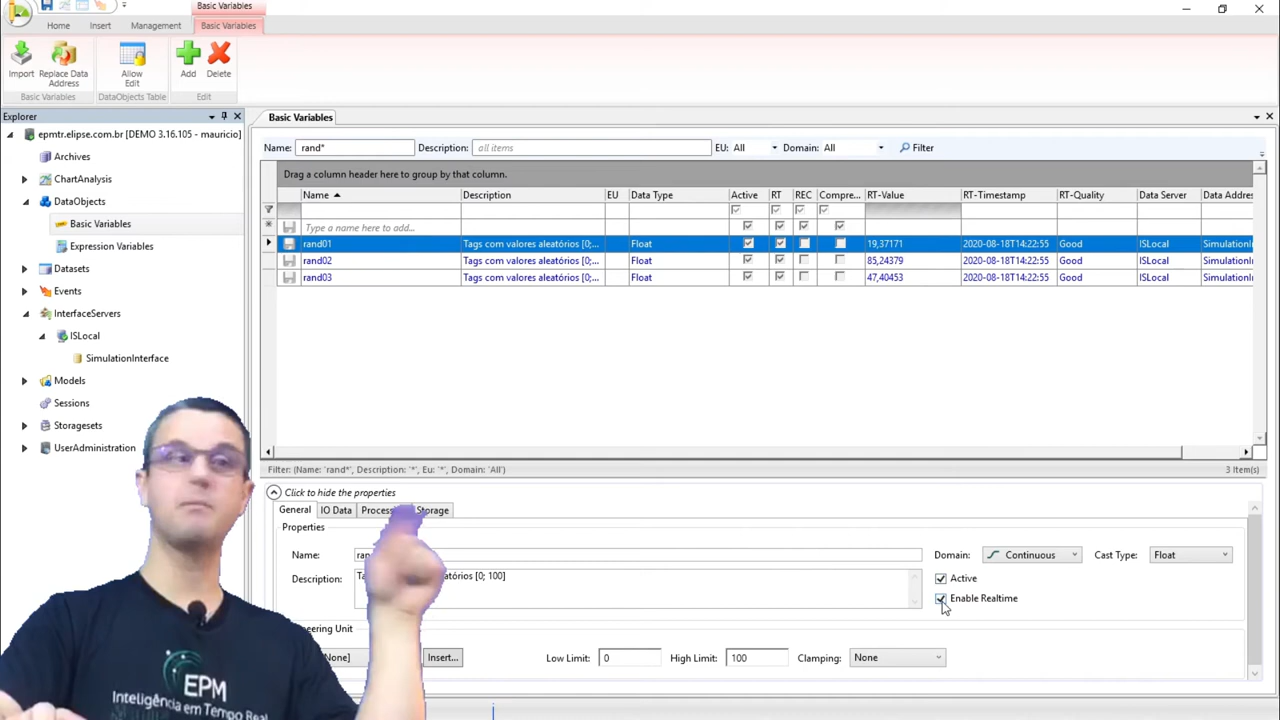 Basic Variables
Home Insert Management Basic Variables
Import Replace Data Address Allow Edit Add Delete
Basic Variables DataObjects Table Edit
Explorer
epmtr.elipse.com.br [DEMO 3.16.105 - mauricio]
Archives
ChartAnalysis
DataObjects
Basic Variables
Expression Variables
Datasets
Events
InterfaceServers
ISLocal
SimulationInterface
Models
Sessions
Storagesets
UserAdministration
Basic Variables
Name: rand* Description: all items EU: All Domain: All Filter
Drag a column header here to group by that column.
Name Description EU Data Type Active RT REC Compre... RT-Value RT-Timestamp RT-Quality Data Server Data Addres
Type a name here to add...
rand01 Tags com valores aleatórios [0;... Float 19,37171 2020-08-18T14:22:55 Good ISLocal SimulationIn
rand02 Tags com valores aleatórios [0;... Float 85,24379 2020-08-18T14:22:55 Good ISLocal SimulationIn
rand03 Tags com valores aleatórios [0;... Float 47,40453 2020-08-18T14:22:55 Good ISLocal SimulationIn
Filter: (Name: 'rand*', Description: '*', Eu: '*', Domain: 'All') 3 Item(s)
Click to hide the properties
General IO Data Process Storage
Properties
Name: Domain: Continuous Cast Type: Float
Description: atórios [0; 100] Active
Enable Realtime
neering Unit
[None] Insert... Low Limit: 0 High Limit: 100 Clamping: None
EPM
Inteligência em Tempo Real